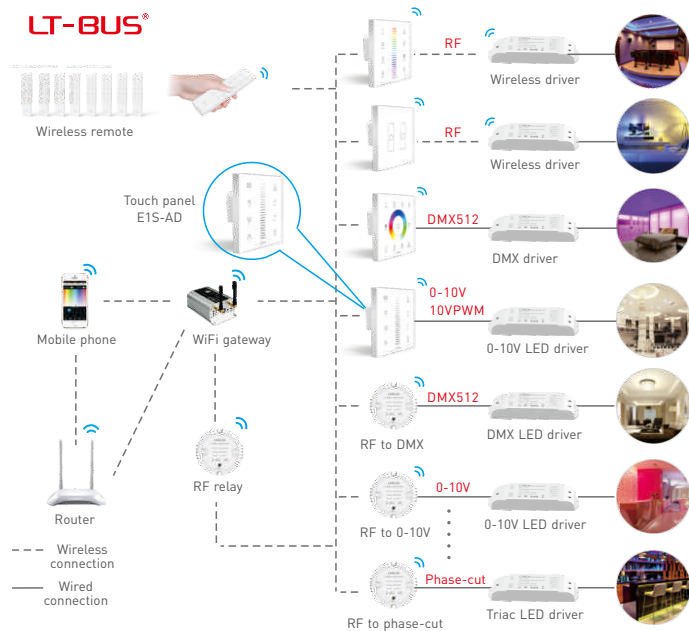 LT-BUS®
RF
Wireless driver
Wireless remote
RF
Wireless driver
Touch panel
E1S-AD
DMX512
DMX driver
0-10V
10VPWM
Mobile phone
WiFi gateway
0-10V LED driver
DMX512
RF to DMX
DMX LED driver
RF relay
Router
0-10V
RF to 0-10V
0-10V LED driver
Wireless
connection
Wired
connection
Phase-cut
RF to phase-cut
Triac LED driver